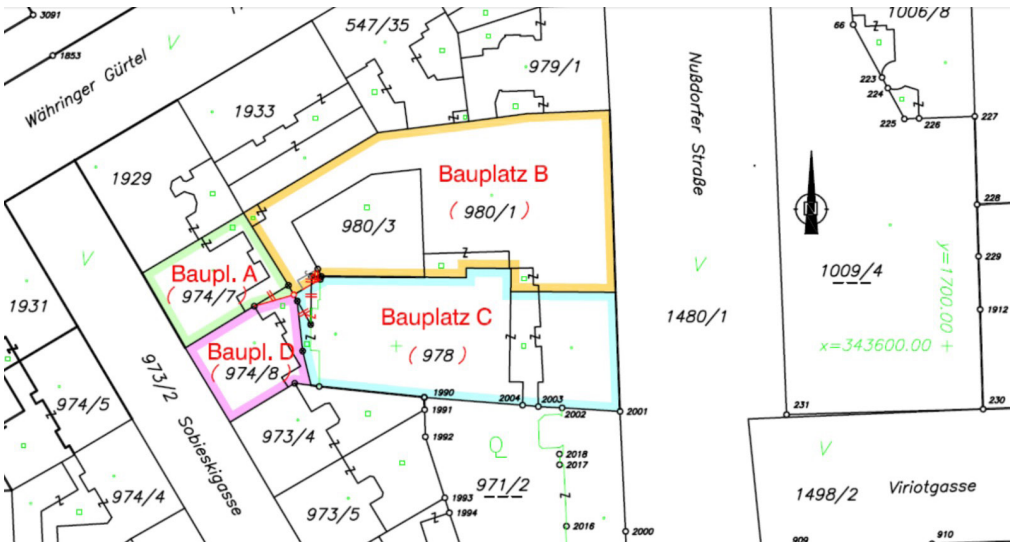 3091
1853
V
Währinger Gürtel
547/35
1933
1929
979/1
Nußdorfer Straße
1006/8
66
223
224
225
226
227
228
229
1912
230
231
Bauplatz B
( 980/1 )
980/3
Baupl. A
( 974/7 )
V
1931
Bauplatz C
( 978 )
Baupl. D
( 974/8 )
V
1480/1
1009/4
y=1700.00
x=343600.00
973/2
Sobieskigasse
974/5
974/4
973/4
973/5
1990
1991
1992
1993
1994
2004
2003
2002
2001
2018
2017
2016
2000
Q
971/2
V
1498/2
Viriotgasse
909
910